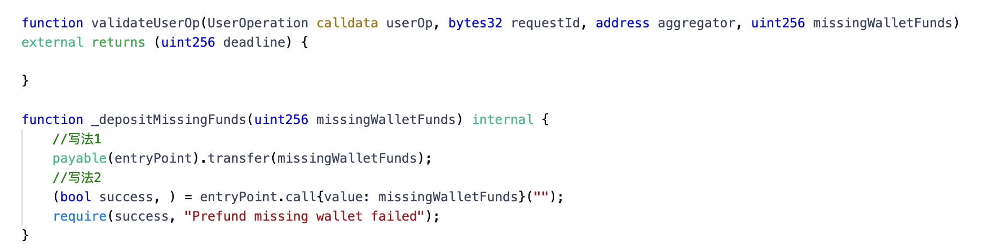 function validateUserOp(UserOperation calldata userOp, bytes32 requestId, address aggregator, uint256 missingWalletFunds)
external returns (uint256 deadline) {
}
function _depositMissingFunds(uint256 missingWalletFunds) internal {
//写法1
payable(entryPoint).transfer(missingWalletFunds);
//写法2
(bool success, ) = entryPoint.call{value: missingWalletFunds}("");
require(success, "Prefund missing wallet failed");
}